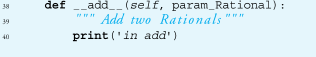 38 def __add__(self, param_Rational):
39 """ Add two Rationals """
40 print('in add')